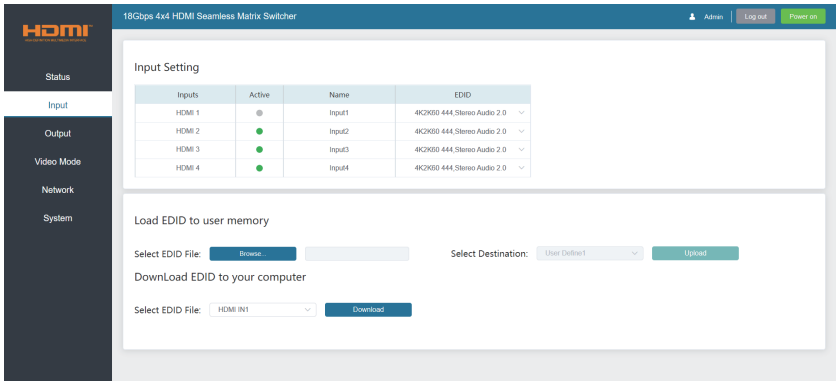 HDMI
18Gbps 4x4 HDMI Seamless Matrix Switcher
Admin
Log out
Power on
Status
Input
Output
Video Mode
Network
System
Input Setting
Inputs Active Name EDID
HDMI 1 Input1 4K2K60 444,Stereo Audio 2.0
HDMI 2 Input2 4K2K60 444,Stereo Audio 2.0
HDMI 3 Input3 4K2K60 444,Stereo Audio 2.0
HDMI 4 Input4 4K2K60 444,Stereo Audio 2.0
Load EDID to user memory
Select EDID File: Browse... Select Destination: User Define1 Upload
DownLoad EDID to your computer
Select EDID File: HDMI IN1 Download